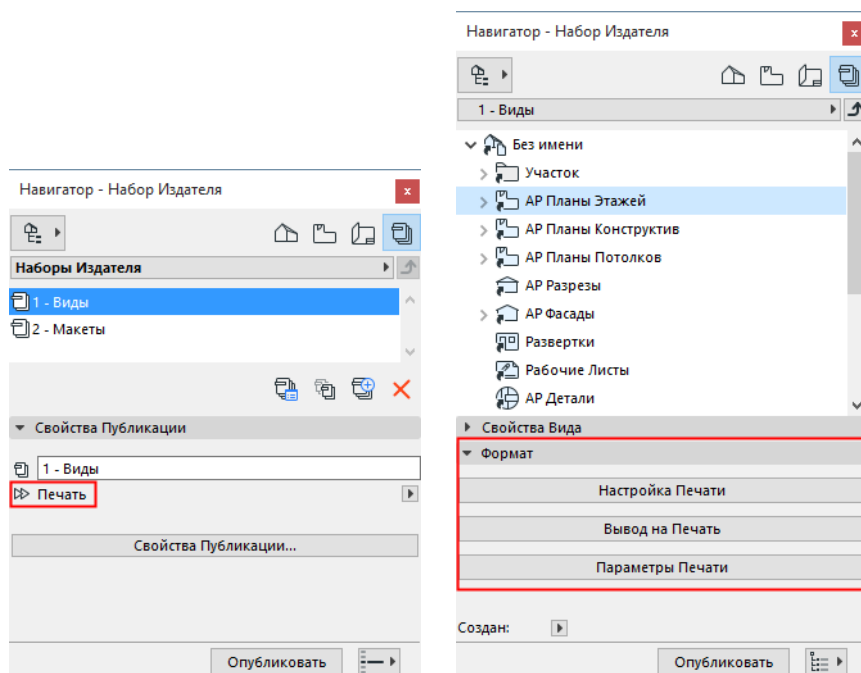 Навигатор - Набор Издателя
Наборы Издателя
1 - Виды
2 - Макеты
Свойства Публикации
1 - Виды
Печать
Свойства Публикации...
Опубликовать
Навигатор - Набор Издателя
1 - Виды
Без имени
Участок
АР Планы Этажей
АР Планы Конструктив
АР Планы Потолков
АР Разрезы
АР Фасады
Развертки
Рабочие Листы
АР Детали
Свойства Вида
Формат
Настройка Печати
Вывод на Печать
Параметры Печати
Создан:
Опубликовать